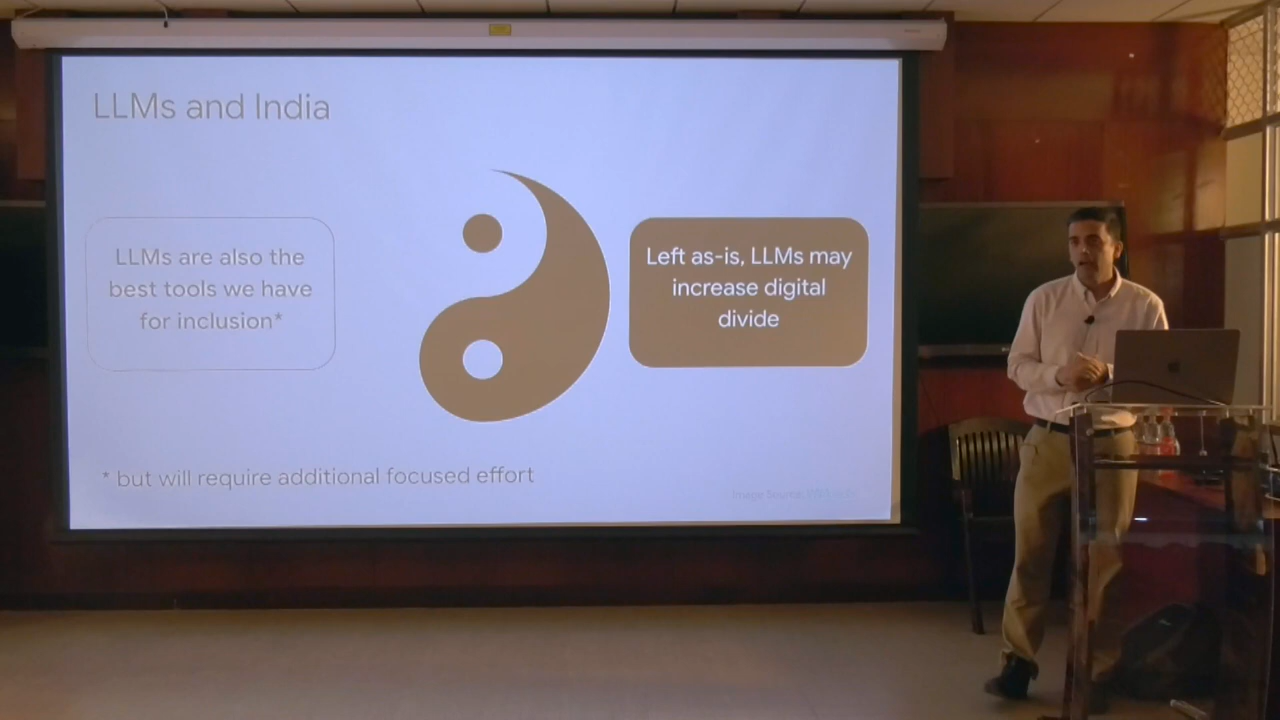 LLMs and India
LLMs are also the
best tools we have
for inclusion*
Left as-is, LLMs may
increase digital
divide
* but will require additional focused effort
Image Source: